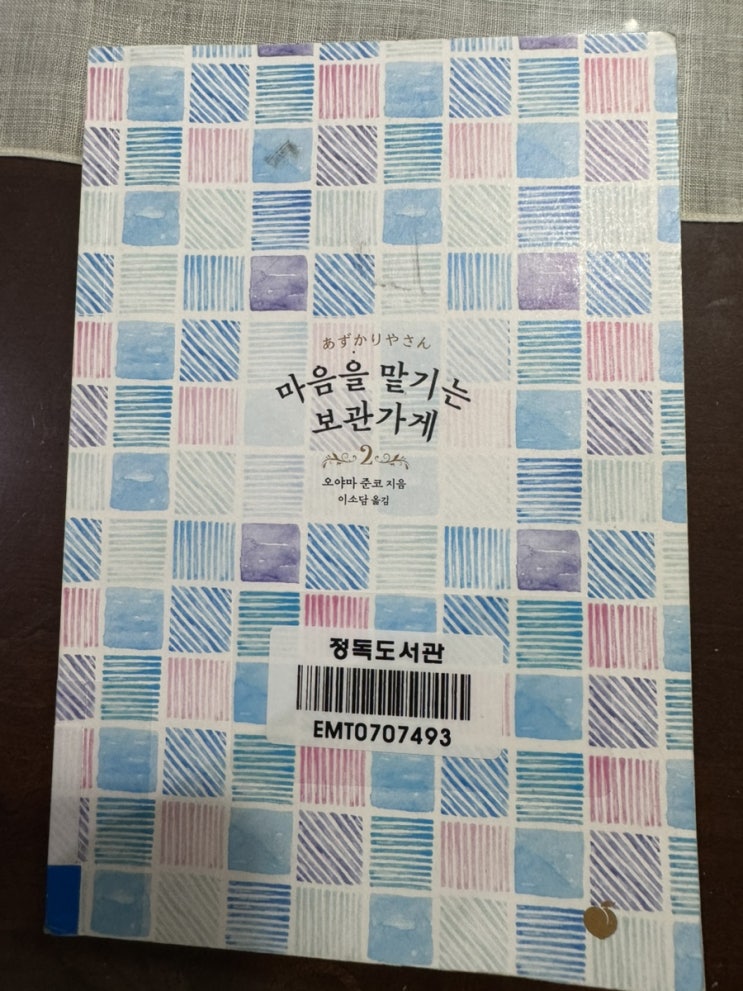 あずかりやさん
마음을 맡기는
보관가게
2
오야마 준코 지음
이소담 옮김
정독도서관
EMT0707493